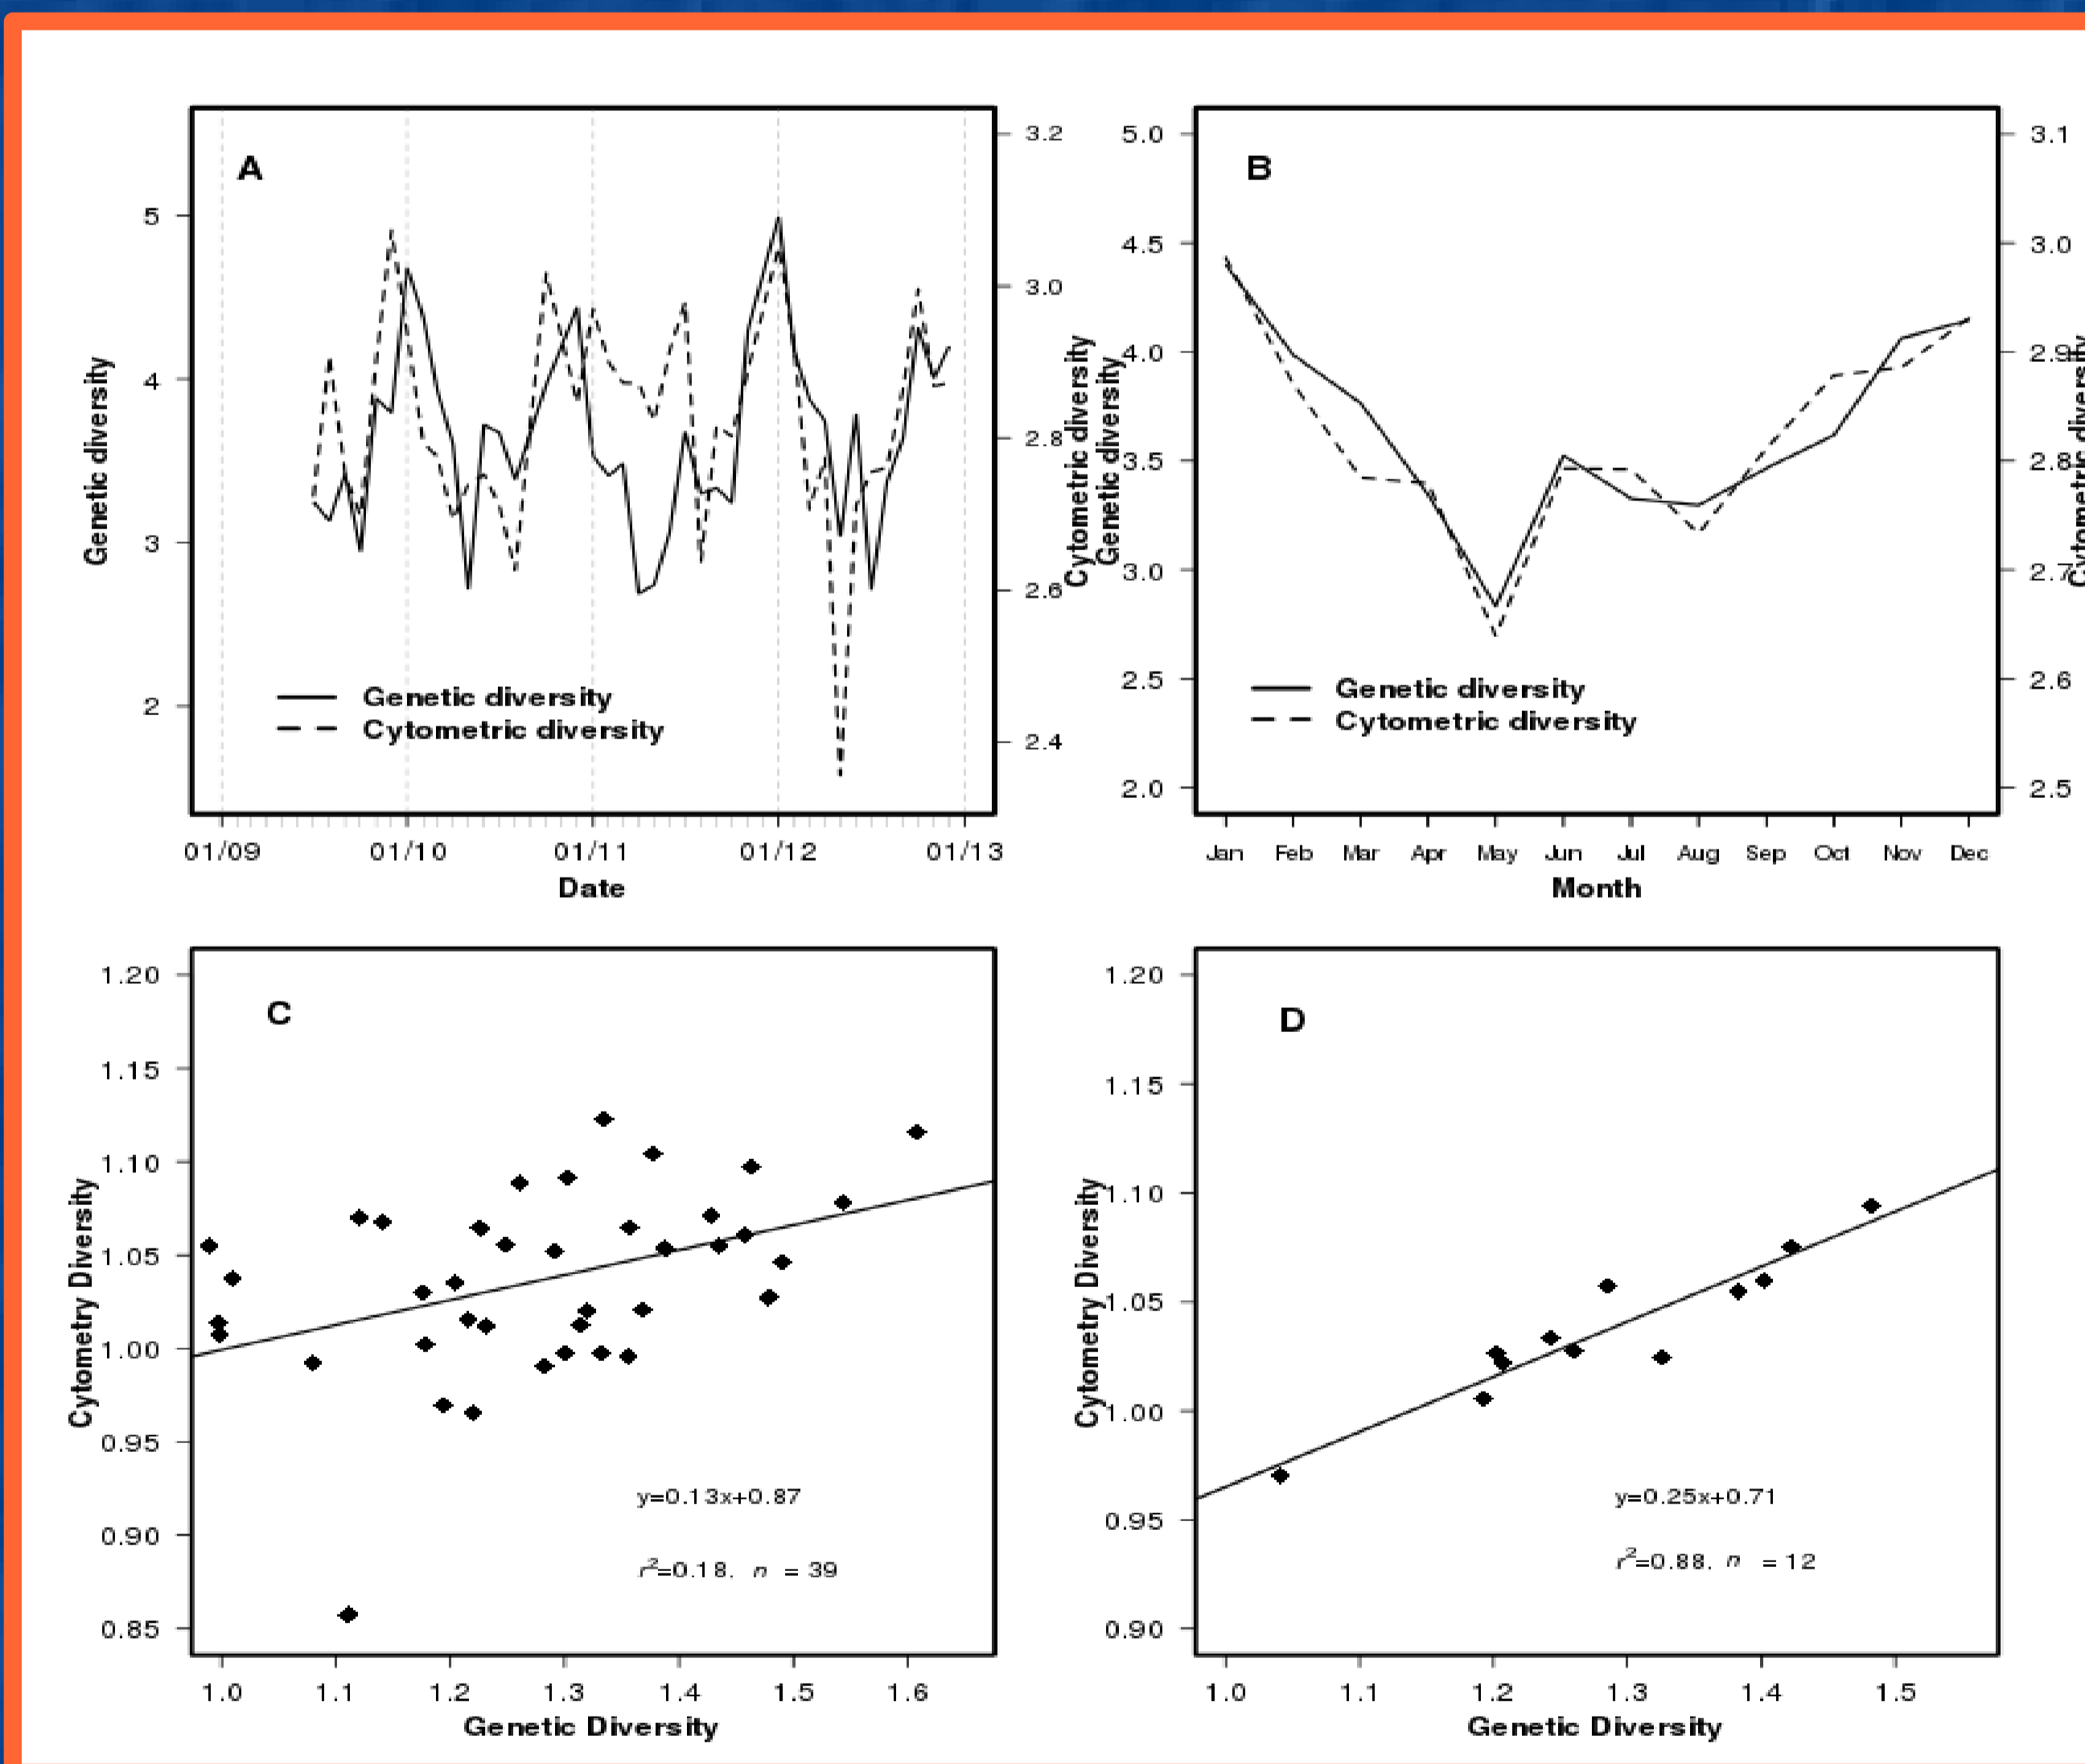 A
5
4
3
2
3.2
3.0
2.8
2.6
2.4
Genetic diversity
Cytometric diversity
Genetic diversity
Cytometric diversity
01/09 01/10 01/11 01/12 01/13
Date
B
5.0
4.5
4.0
3.5
3.0
2.5
2.0
3.1
3.0
2.9
2.8
2.7
2.6
2.5
Genetic diversity
Cytometric diversity
Genetic diversity
Cytometric diversity
Jan Feb Mar Apr May Jun Jul Aug Sep Oct Nov Dec
Month
C
1.20
1.15
1.10
1.05
1.00
0.95
0.90
0.85
Cytometry Diversity
y=0.13x+0.87
r²=0.18. n = 39
1.0 1.1 1.2 1.3 1.4 1.5 1.6
Genetic Diversity
D
1.20
1.15
1.10
1.05
1.00
0.95
0.90
Cytometry Diversity
y=0.25x+0.71
r²=0.88. n = 12
1.0 1.1 1.2 1.3 1.4 1.5
Genetic Diversity